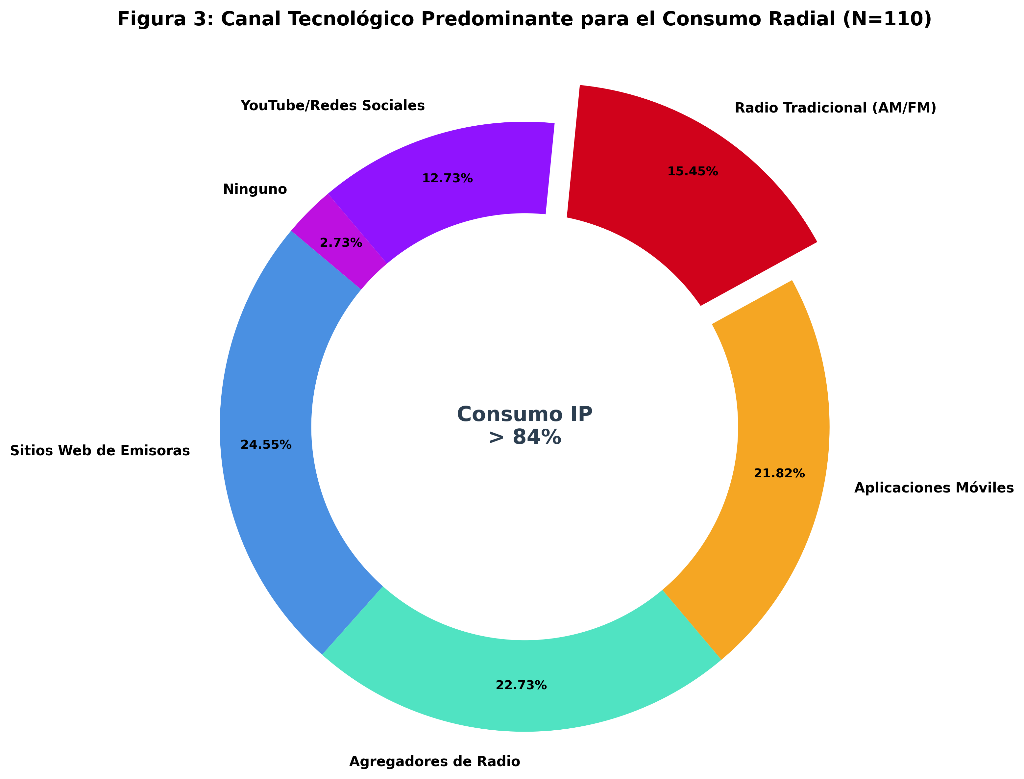 Figura 3: Canal Tecnológico Predominante para el Consumo Radial (N=110)
YouTube/Redes Sociales
Radio Tradicional (AM/FM)
15.45%
12.73%
Ninguno
2.73%
Consumo IP
> 84%
Sitios Web de Emisoras
24.55%
21.82%
Aplicaciones Móviles
22.73%
Agregadores de Radio